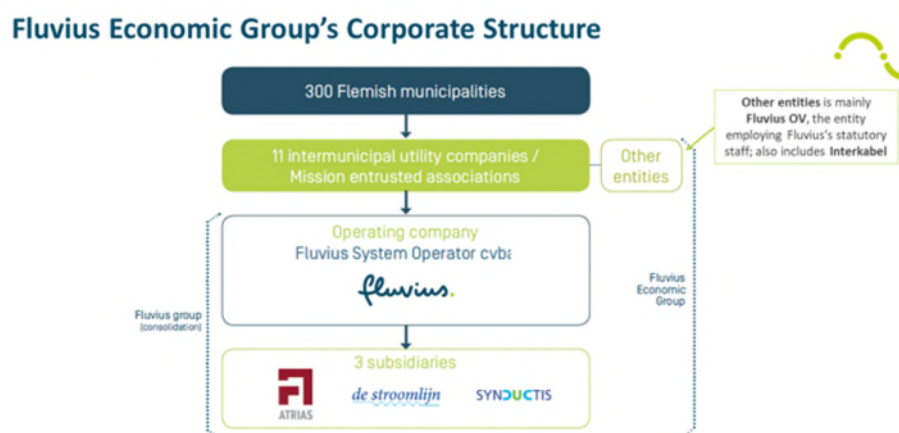 Fluvius Economic Group's Corporate Structure
300 Flemish municipalities
11 intermunicipal utility companies /
Mission entrusted associations
Other
entities
Other entities is mainly
Fluvius OV, the entity
employing Fluvius's statutory
staff; also includes Interkabel
Operating company
Fluvius System Operator cvba
fluvius.
Fluvius group
(consolidation)
Fluvius
Economic
Group
3 subsidiaries
ATRIAS
de stroomlijn
SYNDUCTIS